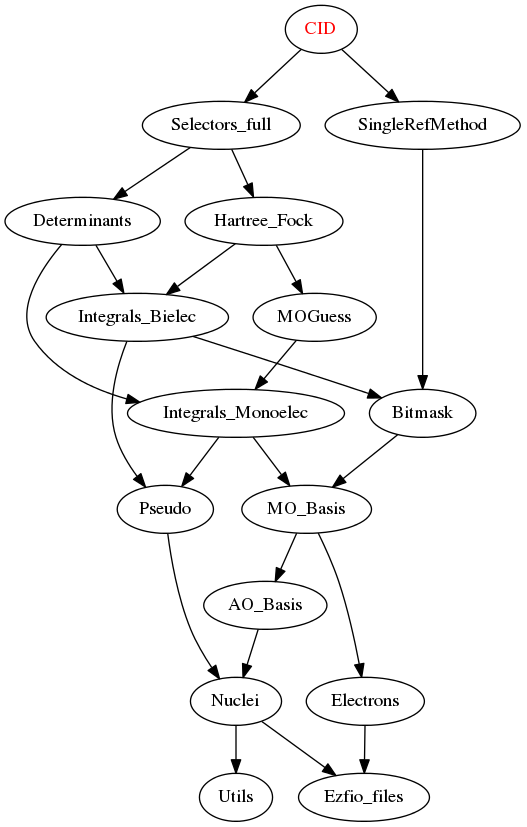 CID
Selectors_full
SingleRefMethod
Determinants
Hartree_Fock
Integrals_Bielec
MOGuess
Integrals_Monoelec
Bitmask
Pseudo
MO_Basis
AO_Basis
Nuclei
Electrons
Utils
Ezfio_files